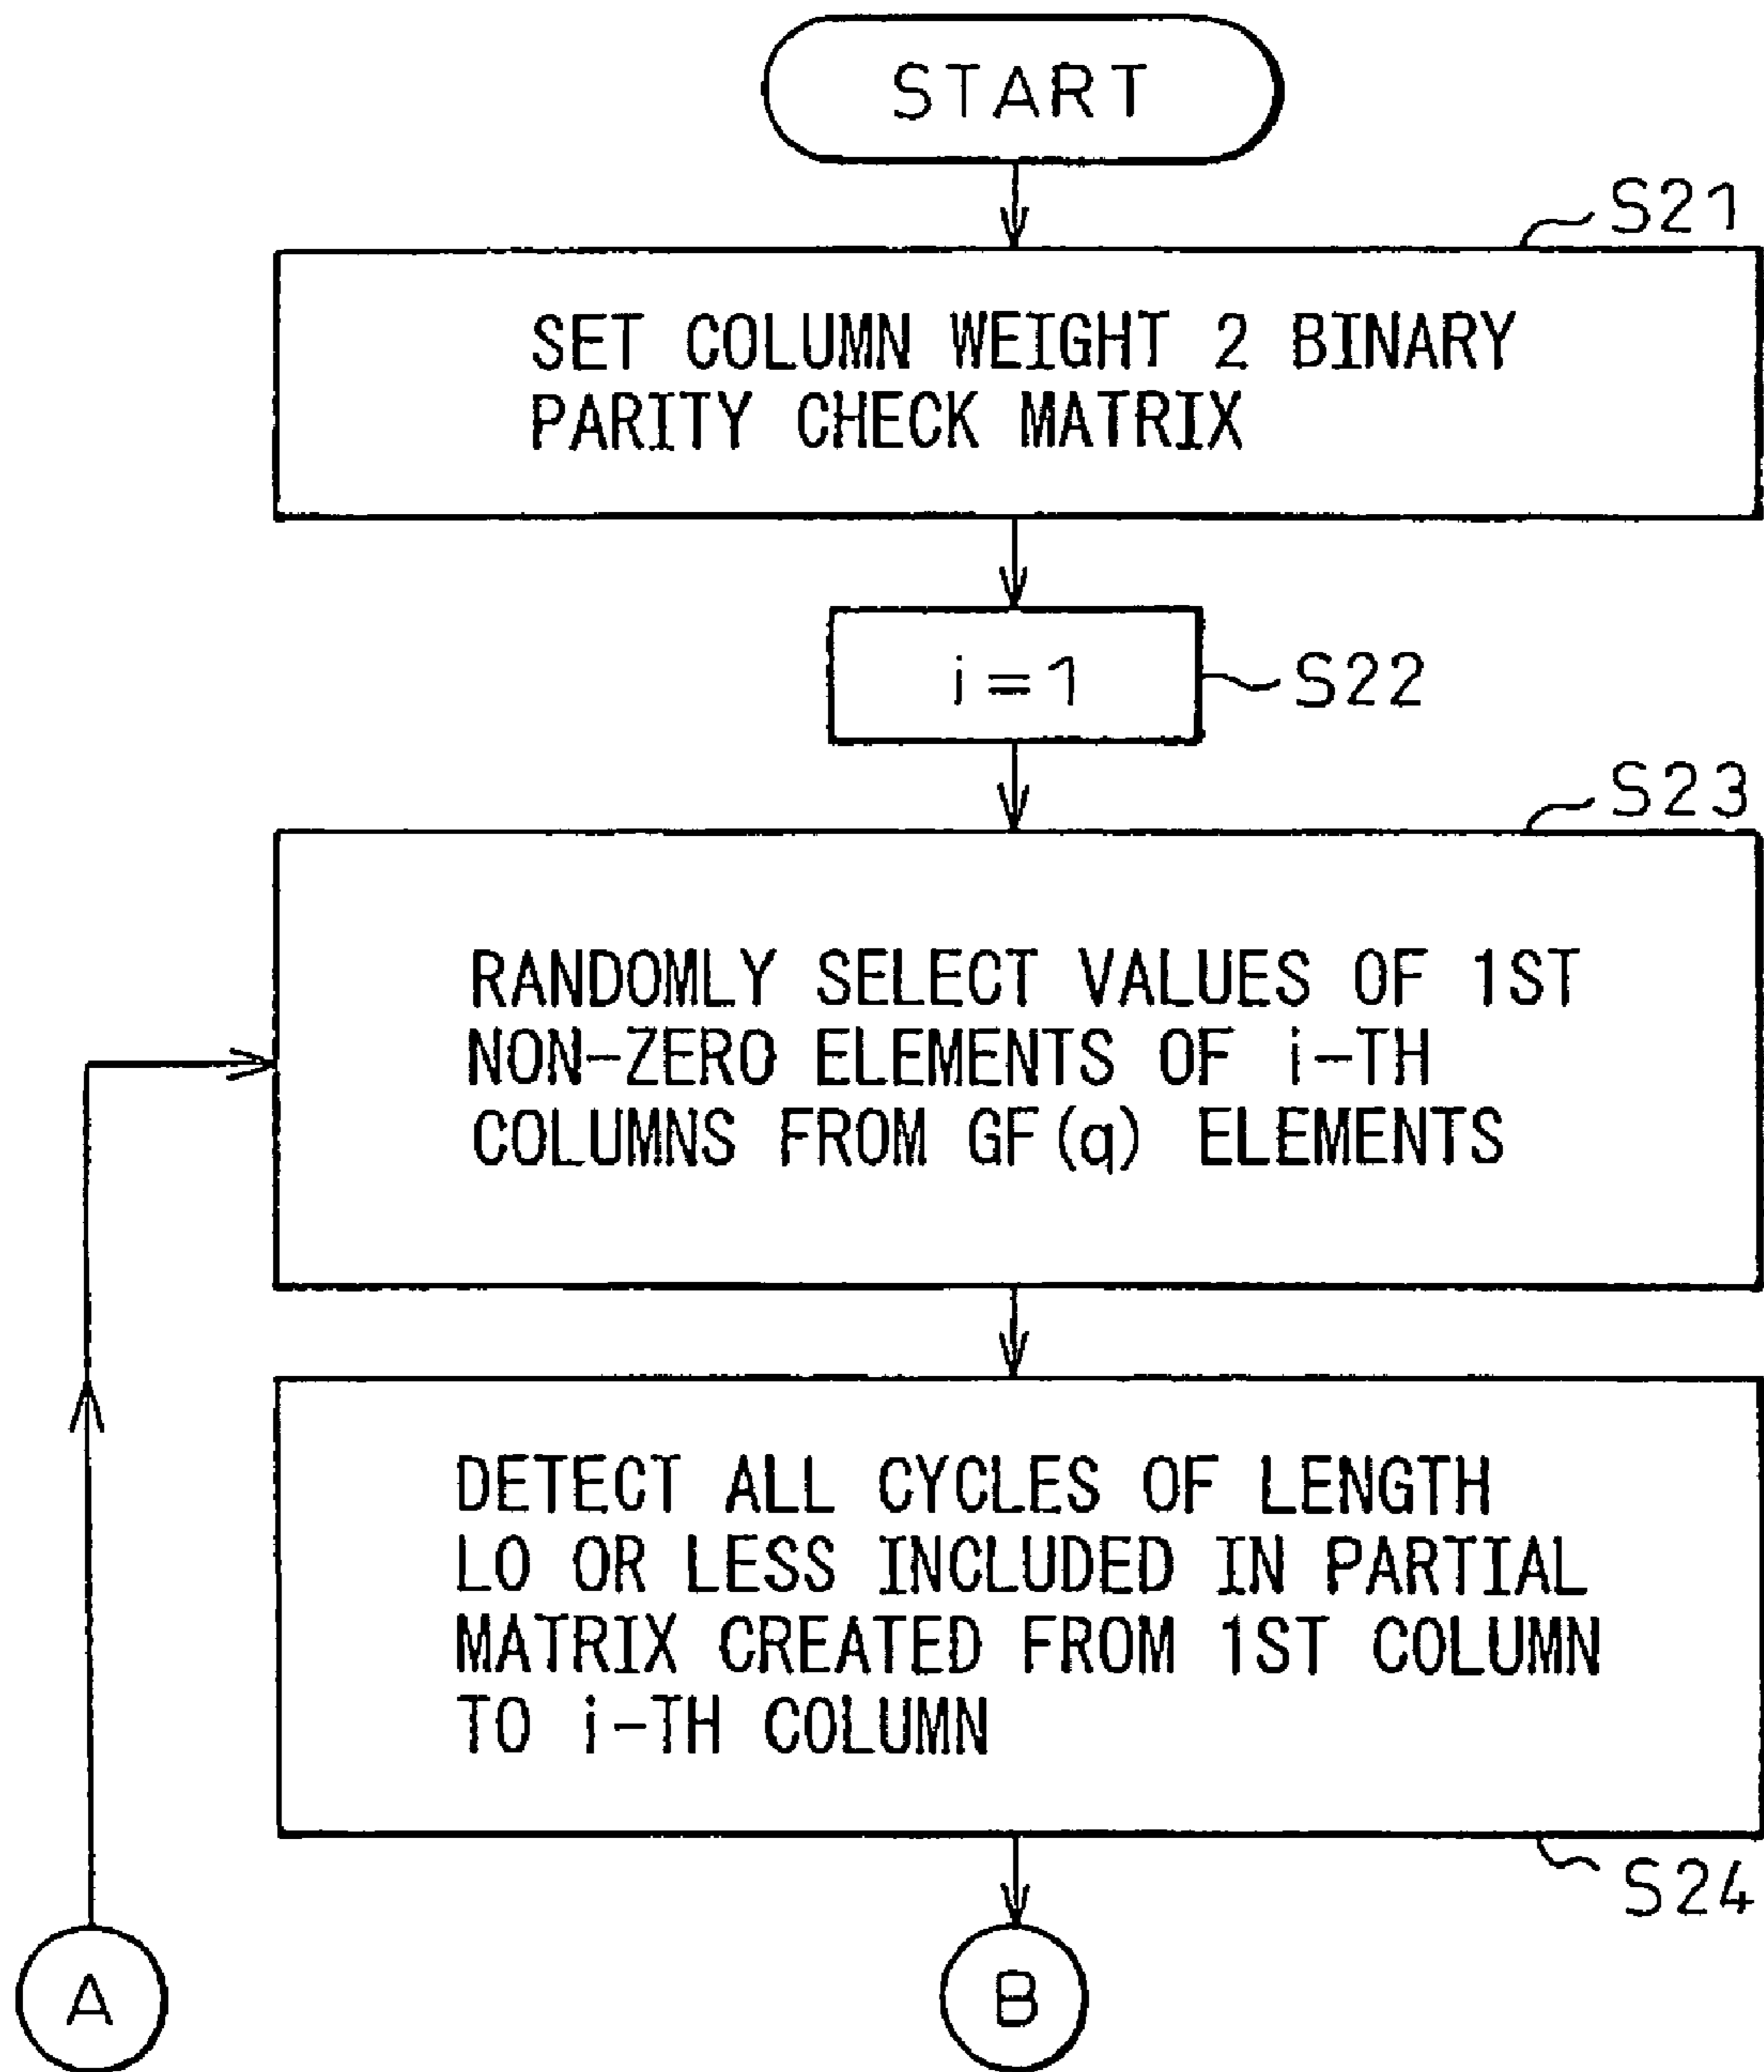 START
S21
SET COLUMN WEIGHT 2 BINARY
PARITY CHECK MATRIX
i=1
S22
S23
RANDOMLY SELECT VALUES OF 1ST
NON-ZERO ELEMENTS OF i-TH
COLUMNS FROM GF(q) ELEMENTS
DETECT ALL CYCLES OF LENGTH
L0 OR LESS INCLUDED IN PARTIAL
MATRIX CREATED FROM 1ST COLUMN
TO i-TH COLUMN
S24
A
B